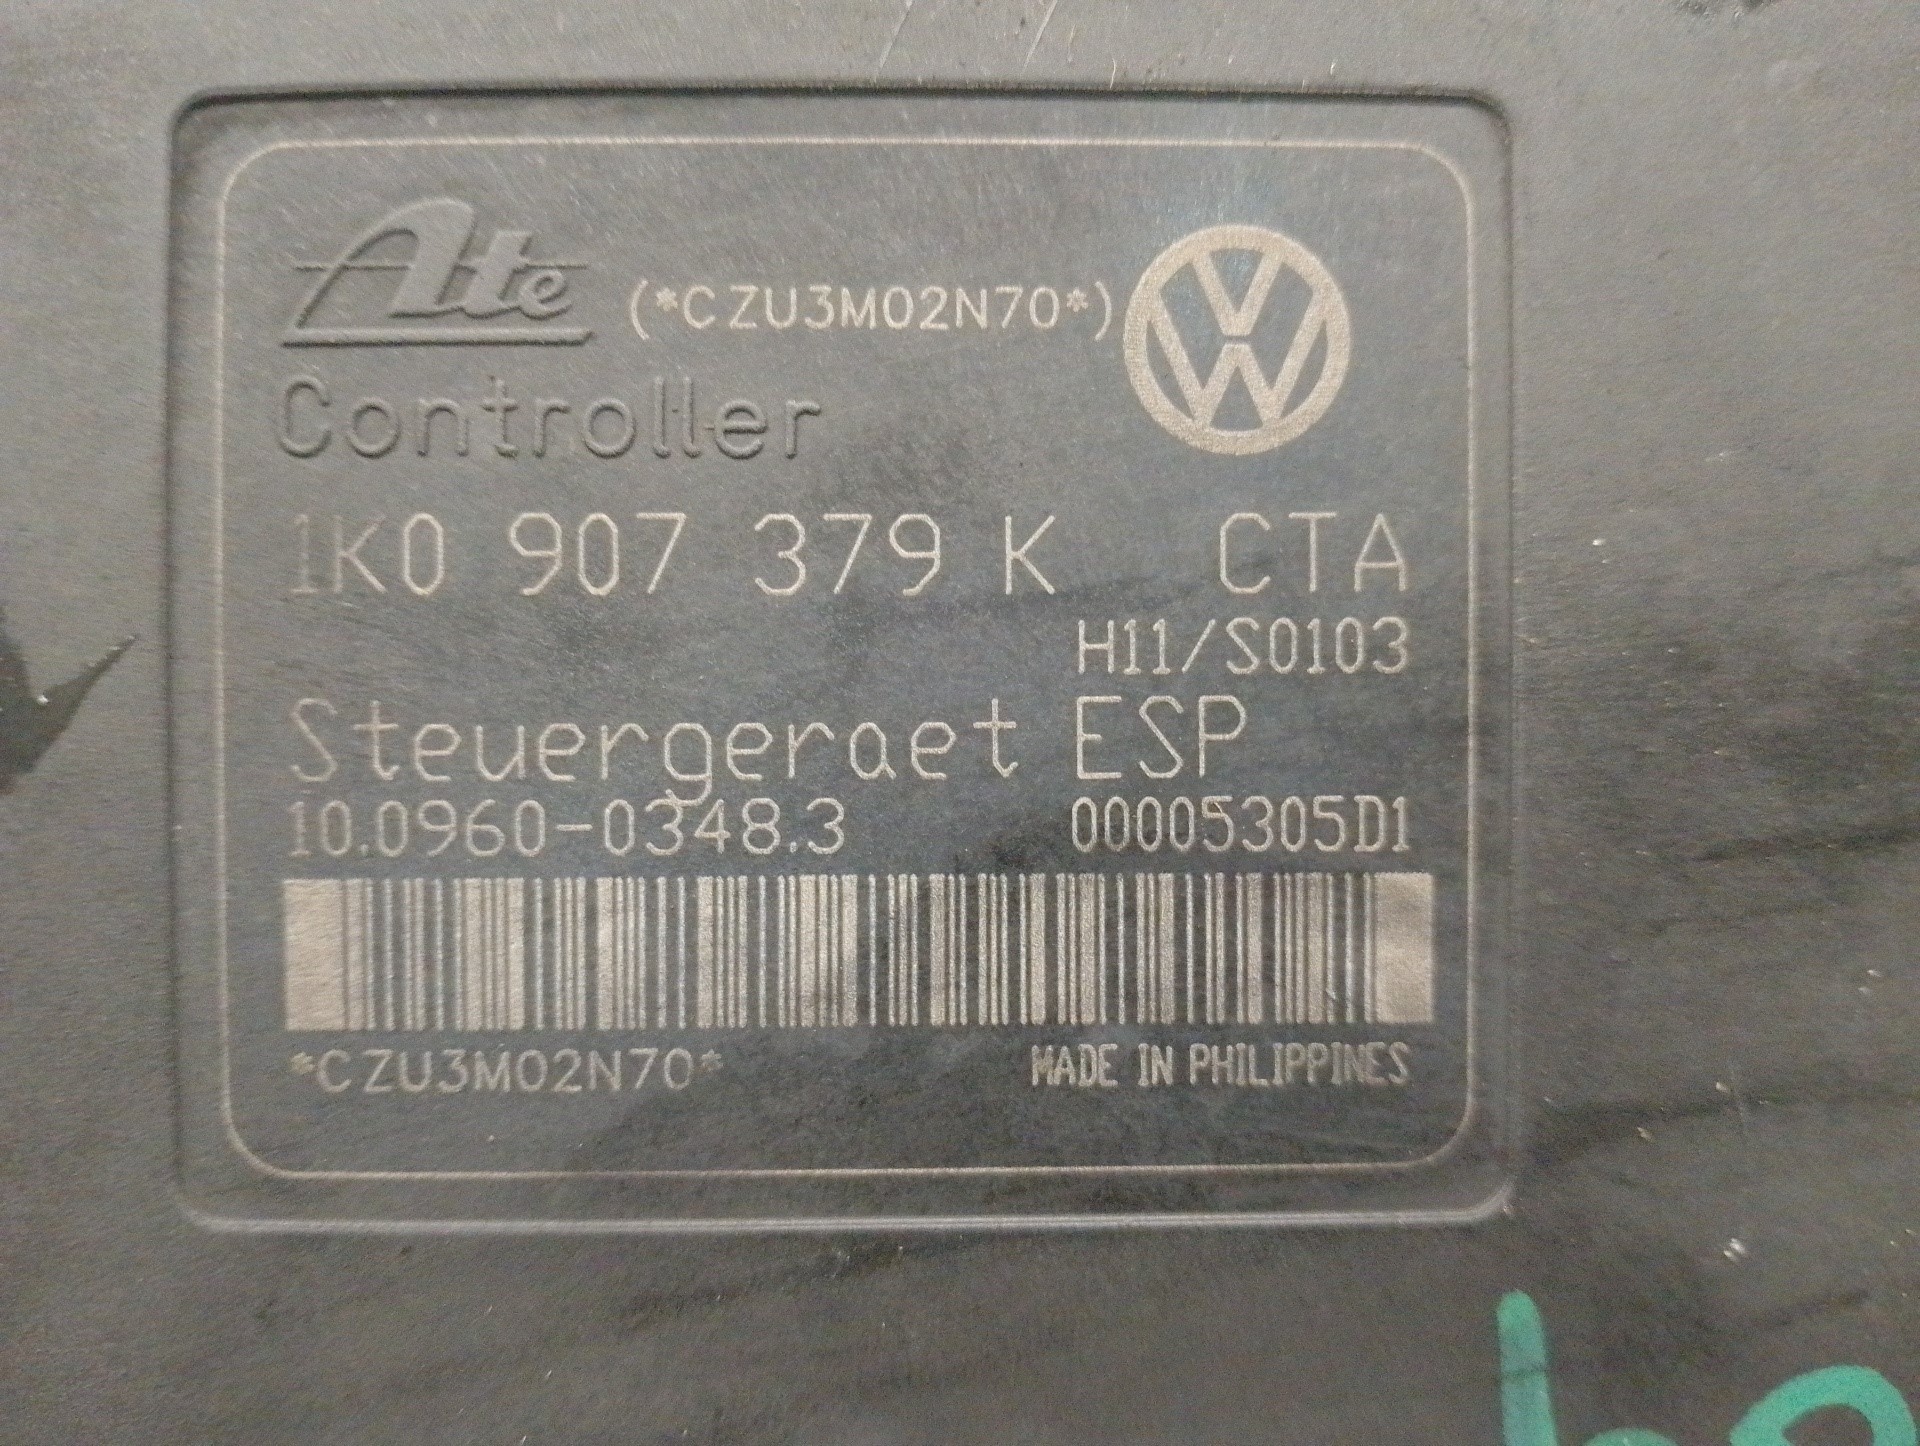 Ate (*CZU3M02N70*)
Controller
1K0 907 379 K CTA
H11/S0103
Steuergeraet ESP
10.0960-0348.3 00005305D1
*CZU3M02N70* MADE IN PHILIPPINES